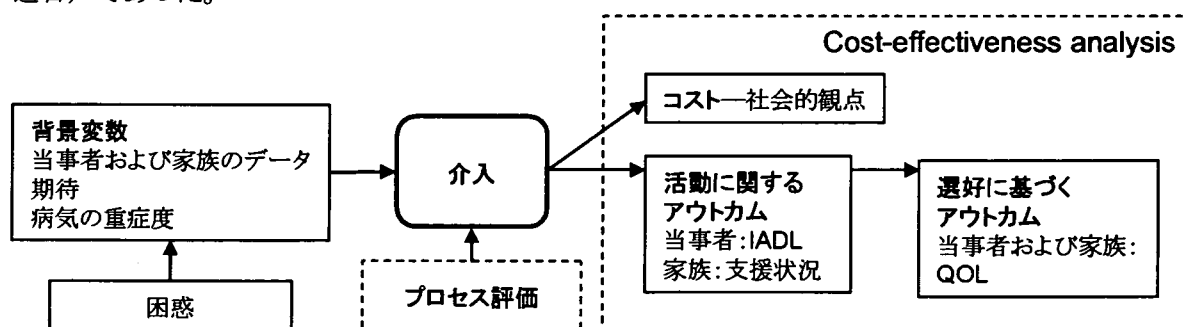 Cost-effectiveness analysis
コスト―社会的観点
背景変数
当事者および家族のデータ
期待
病気の重症度
介入
活動に関する
アウトカム
当事者:IADL
家族:支援状況
選好に基づく
アウトカム
当事者および家族:
QOL
困惑
プロセス評価